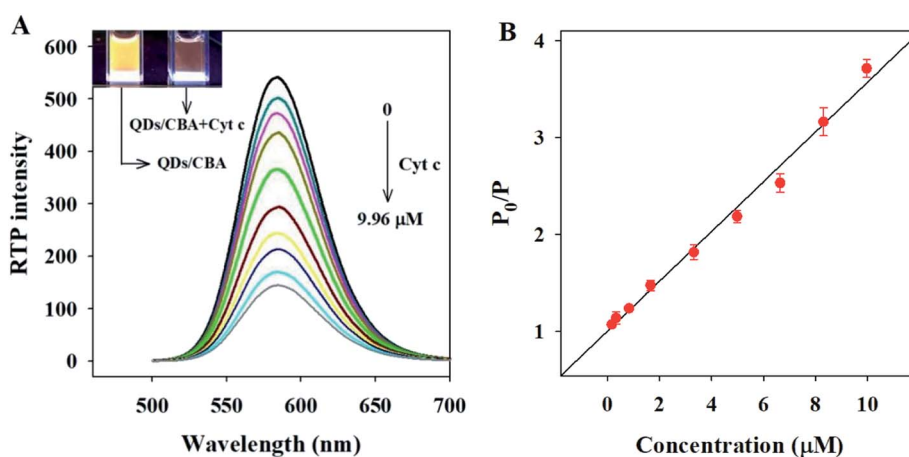 A
600
500
400
300
200
100
0
RTP intensity
500
550
600
650
700
Wavelength (nm)
QDs/CBA+Cyt c
QDs/CBA
0
Cyt c
9.96 μM
B
4
3
2
1
P₀/P
0
2
4
6
8
10
Concentration (μM)